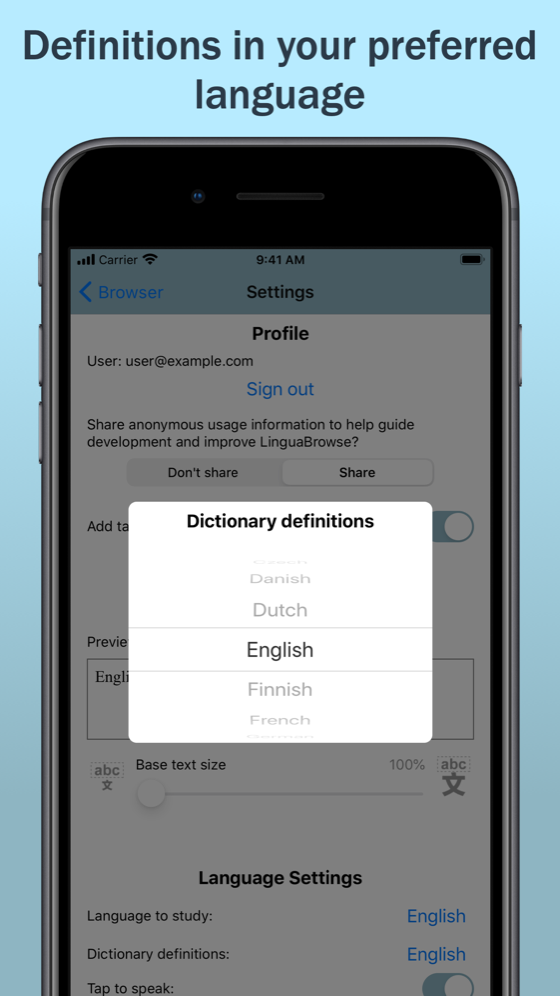 Definitions in your preferred
language
Carrier
9:41 AM
Browser
Settings
Profile
User: user@example.com
Sign out
Share anonymous usage information to help guide
development and improve LinguaBrowse?
Don't share
Share
Add ta
Dictionary definitions
Czech
Danish
Dutch
English
Finnish
French
German
Previe
Engli
abc
文
Base text size
100%
abc
文
Language Settings
Language to study:
English
Dictionary definitions:
English
Tap to speak: